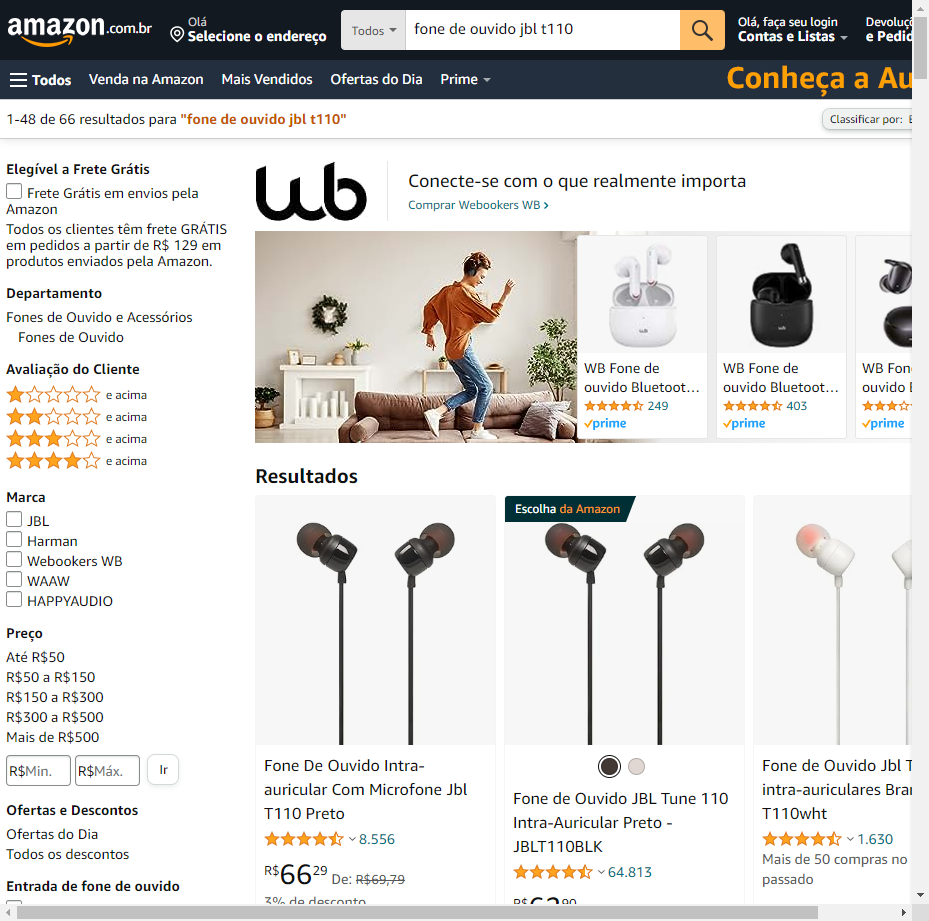 amazon.com.br
Olá
Selecione o endereço
Todos
fone de ouvido jbl t110
Olá, faça seu login
Contas e Listas
e Pedid
Todos
Venda na Amazon
Mais Vendidos
Ofertas do Dia
Prime
Conheça a Au
1-48 de 66 resultados para "fone de ouvido jbl t110"
Classificar por:
Elegível a Frete Grátis
Frete Grátis em envios pela
Amazon
Todos os clientes têm frete GRÁTIS
em pedidos a partir de R$ 129 em
produtos enviados pela Amazon.
Departamento
Fones de Ouvido e Acessórios
Fones de Ouvido
Avaliação do Cliente
e acima
e acima
e acima
e acima
Marca
JBL
Harman
Webookers WB
WAAW
HAPPYAUDIO
Preço
Até R$50
R$50 a R$150
R$150 a R$300
R$300 a R$500
Mais de R$500
R$Min.
R$Máx.
Ir
Ofertas e Descontos
Ofertas do Dia
Todos os descontos
Entrada de fone de ouvido
wb
Conecte-se com o que realmente importa
Comprar Webookers WB ›
WB Fone de
ouvido Bluetoot…
249
prime
WB Fone de
ouvido Bluetoot…
403
prime
WB Fon
ouvido
prime
Resultados
Fone De Ouvido Intra-
auricular Com Microfone Jbl
T110 Preto
8.556
R$66 29 De: R$69,79
3% de desconto
Escolha da Amazon
Fone de Ouvido JBL Tune 110
Intra-Auricular Preto -
JBLT110BLK
64.813
R$62 90
Fone de Ouvido Jbl T
intra-auriculares Bra
T110wht
1.630
Mais de 50 compras no
passado